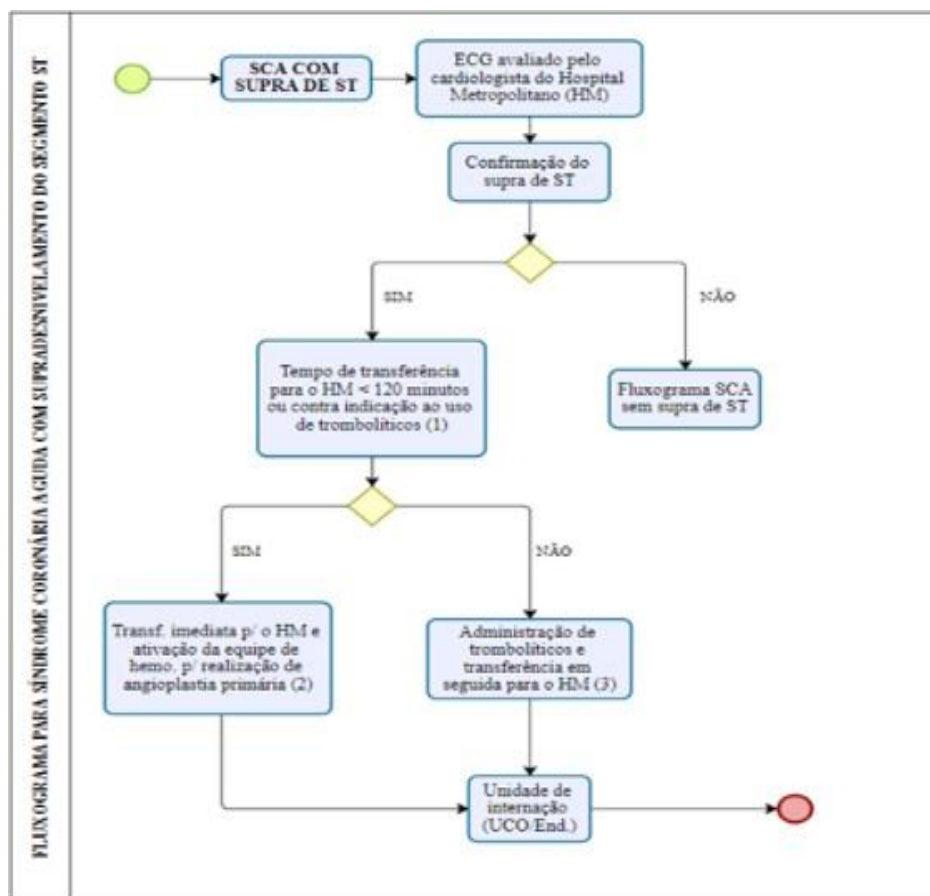 FLUXOGRAMA PARA SÍNDROME CORONÁRIA AGUDA COM SUPRADESNIVELAMENTO DO SEGMENTO ST
SCA COM
SUPRA DE ST
ECG avaliado pelo
cardiologista do Hospital
Metropolitano (HM)
Confirmação do
supra de ST
SIM
NÃO
Tempo de transferência
para o HM < 120 minutos
ou contra indicação ao uso
de trombolíticos (1)
Fluxograma SCA
sem supra de ST
SIM
NÃO
Transf. imediata p/ o HM e
ativação da equipe de
hemo. p/ realização de
angioplastia primária (2)
Administração de
trombolíticos e
transferência em
seguida para o HM (3)
Unidade de
internação
(UCO/End.)